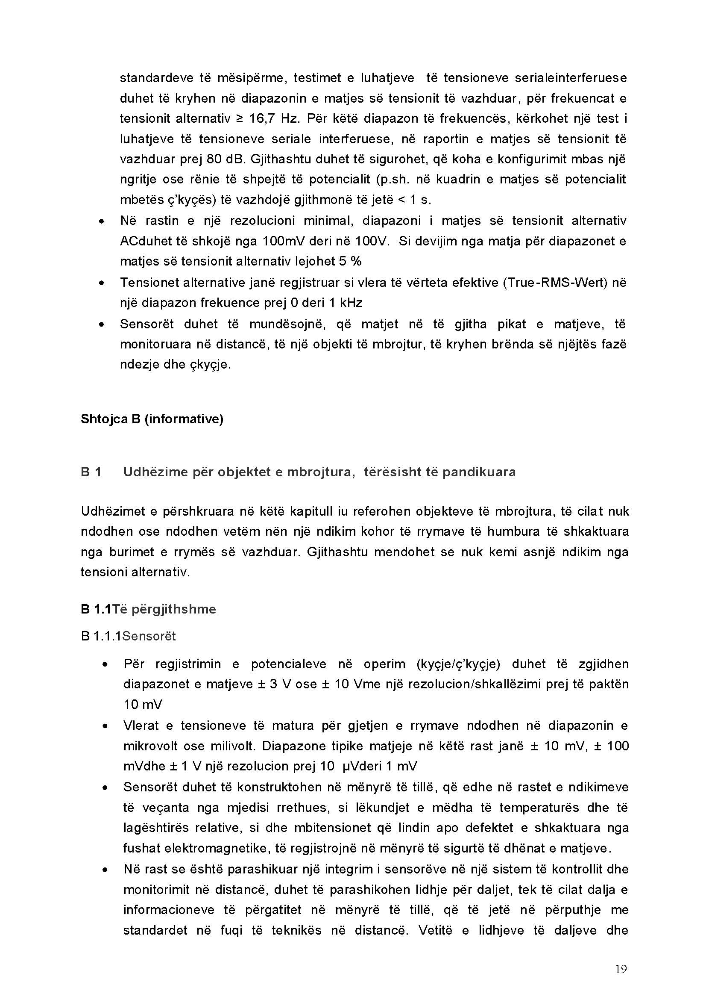 standardeve të mësipërme, testimet e luhatjeve  të tensioneve serialeinterferuese
duhet të kryhen në diapazonin e matjes së tensionit të vazhduar, për frekuencat e
tensionit alternativ ≥ 16,7 Hz. Për këtë diapazon të frekuencës, kërkohet një test i
luhatjeve të tensioneve seriale interferuese, në raportin e matjes së tensionit të
vazhduar prej 80 dB. Gjithashtu duhet të sigurohet, që koha e konfigurimit mbas një
ngritje ose rënie të shpejtë të potencialit (p.sh. në kuadrin e matjes së potencialit
mbetës ç’kyçës) të vazhdojë gjithmonë të jetë < 1 s.
• Në rastin e një rezolucioni minimal, diapazoni i matjes së tensionit alternativ
ACduhet të shkojë nga 100mV deri në 100V.  Si devijim nga matja për diapazonet e
matjes së tensionit alternativ lejohet 5 %
• Tensionet alternative janë regjistruar si vlera të vërteta efektive (True-RMS-Wert) në
një diapazon frekuence prej 0 deri 1 kHz
• Sensorët duhet të mundësojnë, që matjet në të gjitha pikat e matjeve, të
monitoruara në distancë, të një objekti të mbrojtur, të kryhen brënda së njëjtës fazë
ndezje dhe çkyçje.
Shtojca B (informative)
B 1 Udhëzime për objektet e mbrojtura,  tërësisht të pandikuara
Udhëzimet e përshkruara në këtë kapitull iu referohen objekteve të mbrojtura, të cilat nuk
ndodhen ose ndodhen vetëm nën një ndikim kohor të rrymave të humbura të shkaktuara
nga burimet e rrymës së vazhduar. Gjithashtu mendohet se nuk kemi asnjë ndikim nga
tensioni alternativ.
B 1.1Të përgjithshme
B 1.1.1Sensorët
• Për regjistrimin e potencialeve në operim (kyçje/ç’kyçje) duhet të zgjidhen
diapazonet e matjeve ± 3 V ose ± 10 Vme një rezolucion/shkallëzimi prej të paktën
10 mV
• Vlerat e tensioneve të matura për gjetjen e rrymave ndodhen në diapazonin e
mikrovolt ose milivolt. Diapazone tipike matjeje në këtë rast janë ± 10 mV, ± 100
mVdhe ± 1 V një rezolucion prej 10  µVderi 1 mV
• Sensorët duhet të konstruktohen në mënyrë të tillë, që edhe në rastet e ndikimeve
të veçanta nga mjedisi rrethues, si lëkundjet e mëdha të temperaturës dhe të
lagështirës relative, si dhe mbitensionet që lindin apo defektet e shkaktuara nga
fushat elektromagnetike, të regjistrojnë në mënyrë të sigurtë të dhënat e matjeve.
• Në rast se është parashikuar një integrim i sensorëve në një sistem të kontrollit dhe
monitorimit në distancë, duhet të parashikohen lidhje për daljet, tek të cilat dalja e
informacioneve të përgatitet në mënyrë të tillë, që të jetë në përputhje me
standardet në fuqi të teknikës në distancë. Vetitë e lidhjeve të daljeve dhe
19